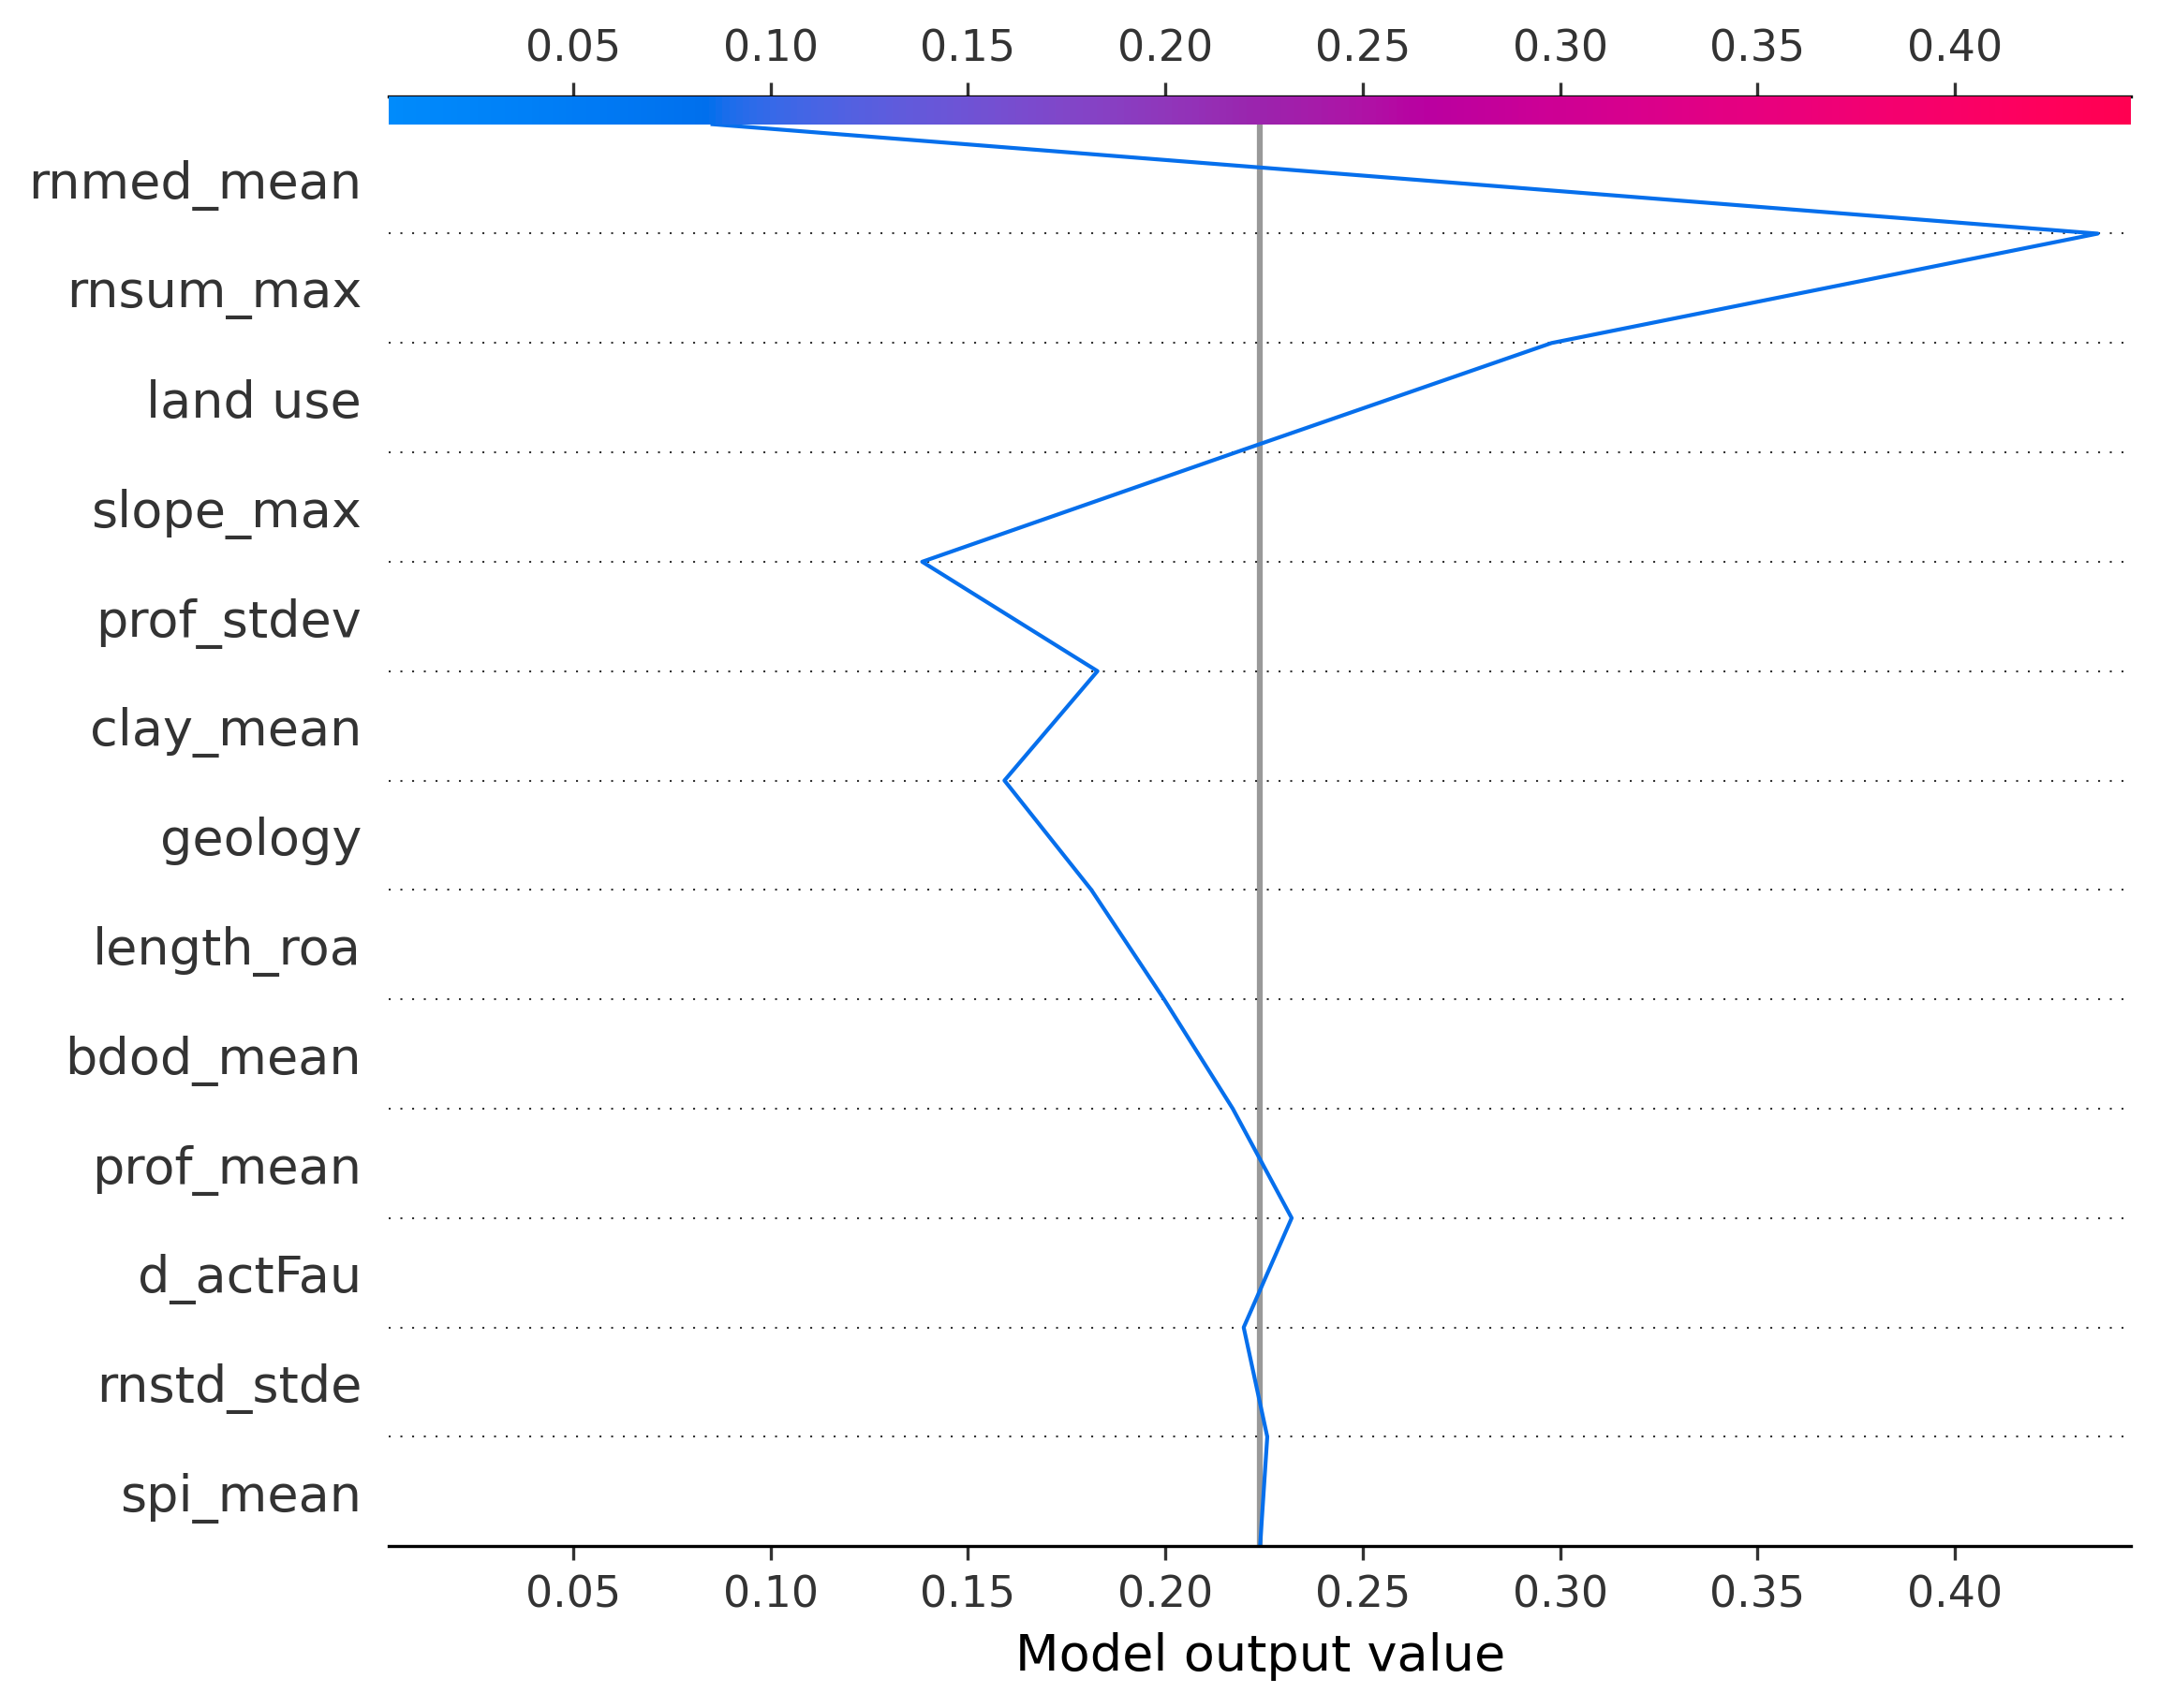 0.05 0.10 0.15 0.20 0.25 0.30 0.35 0.40
rnmed_mean
rnsum_max
land use
slope_max
prof_stdev
clay_mean
geology
length_roa
bdod_mean
prof_mean
d_actFau
rnstd_stde
spi_mean
0.05 0.10 0.15 0.20 0.25 0.30 0.35 0.40
Model output value